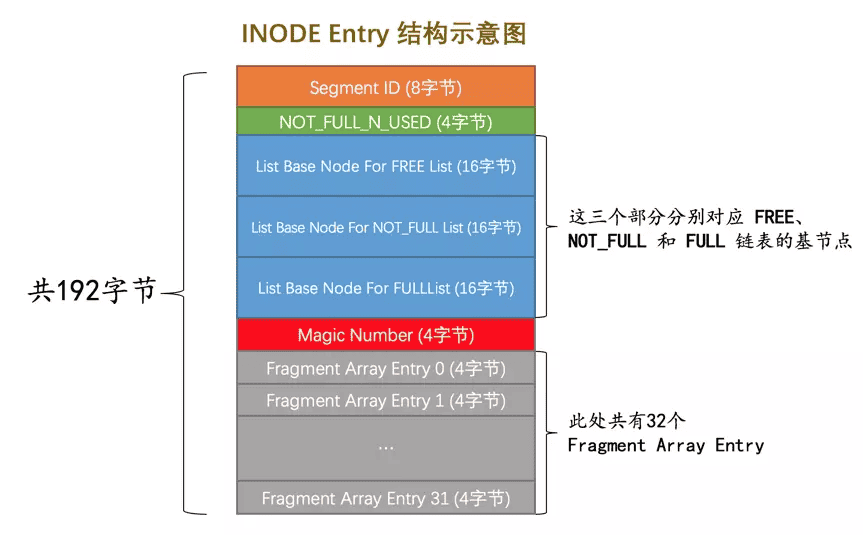 INODE Entry 结构示意图
Segment ID (8字节)
NOT_FULL_N_USED (4字节)
List Base Node For FREE List (16字节)
List Base Node For NOT_FULL List (16字节)
List Base Node For FULLList (16字节)
这三个部分分别对应 FREE、
NOT_FULL 和 FULL 链表的基节点
共192字节
Magic Number (4字节)
Fragment Array Entry 0 (4字节)
Fragment Array Entry 1 (4字节)
...
Fragment Array Entry 31 (4字节)
此处共有32个
Fragment Array Entry